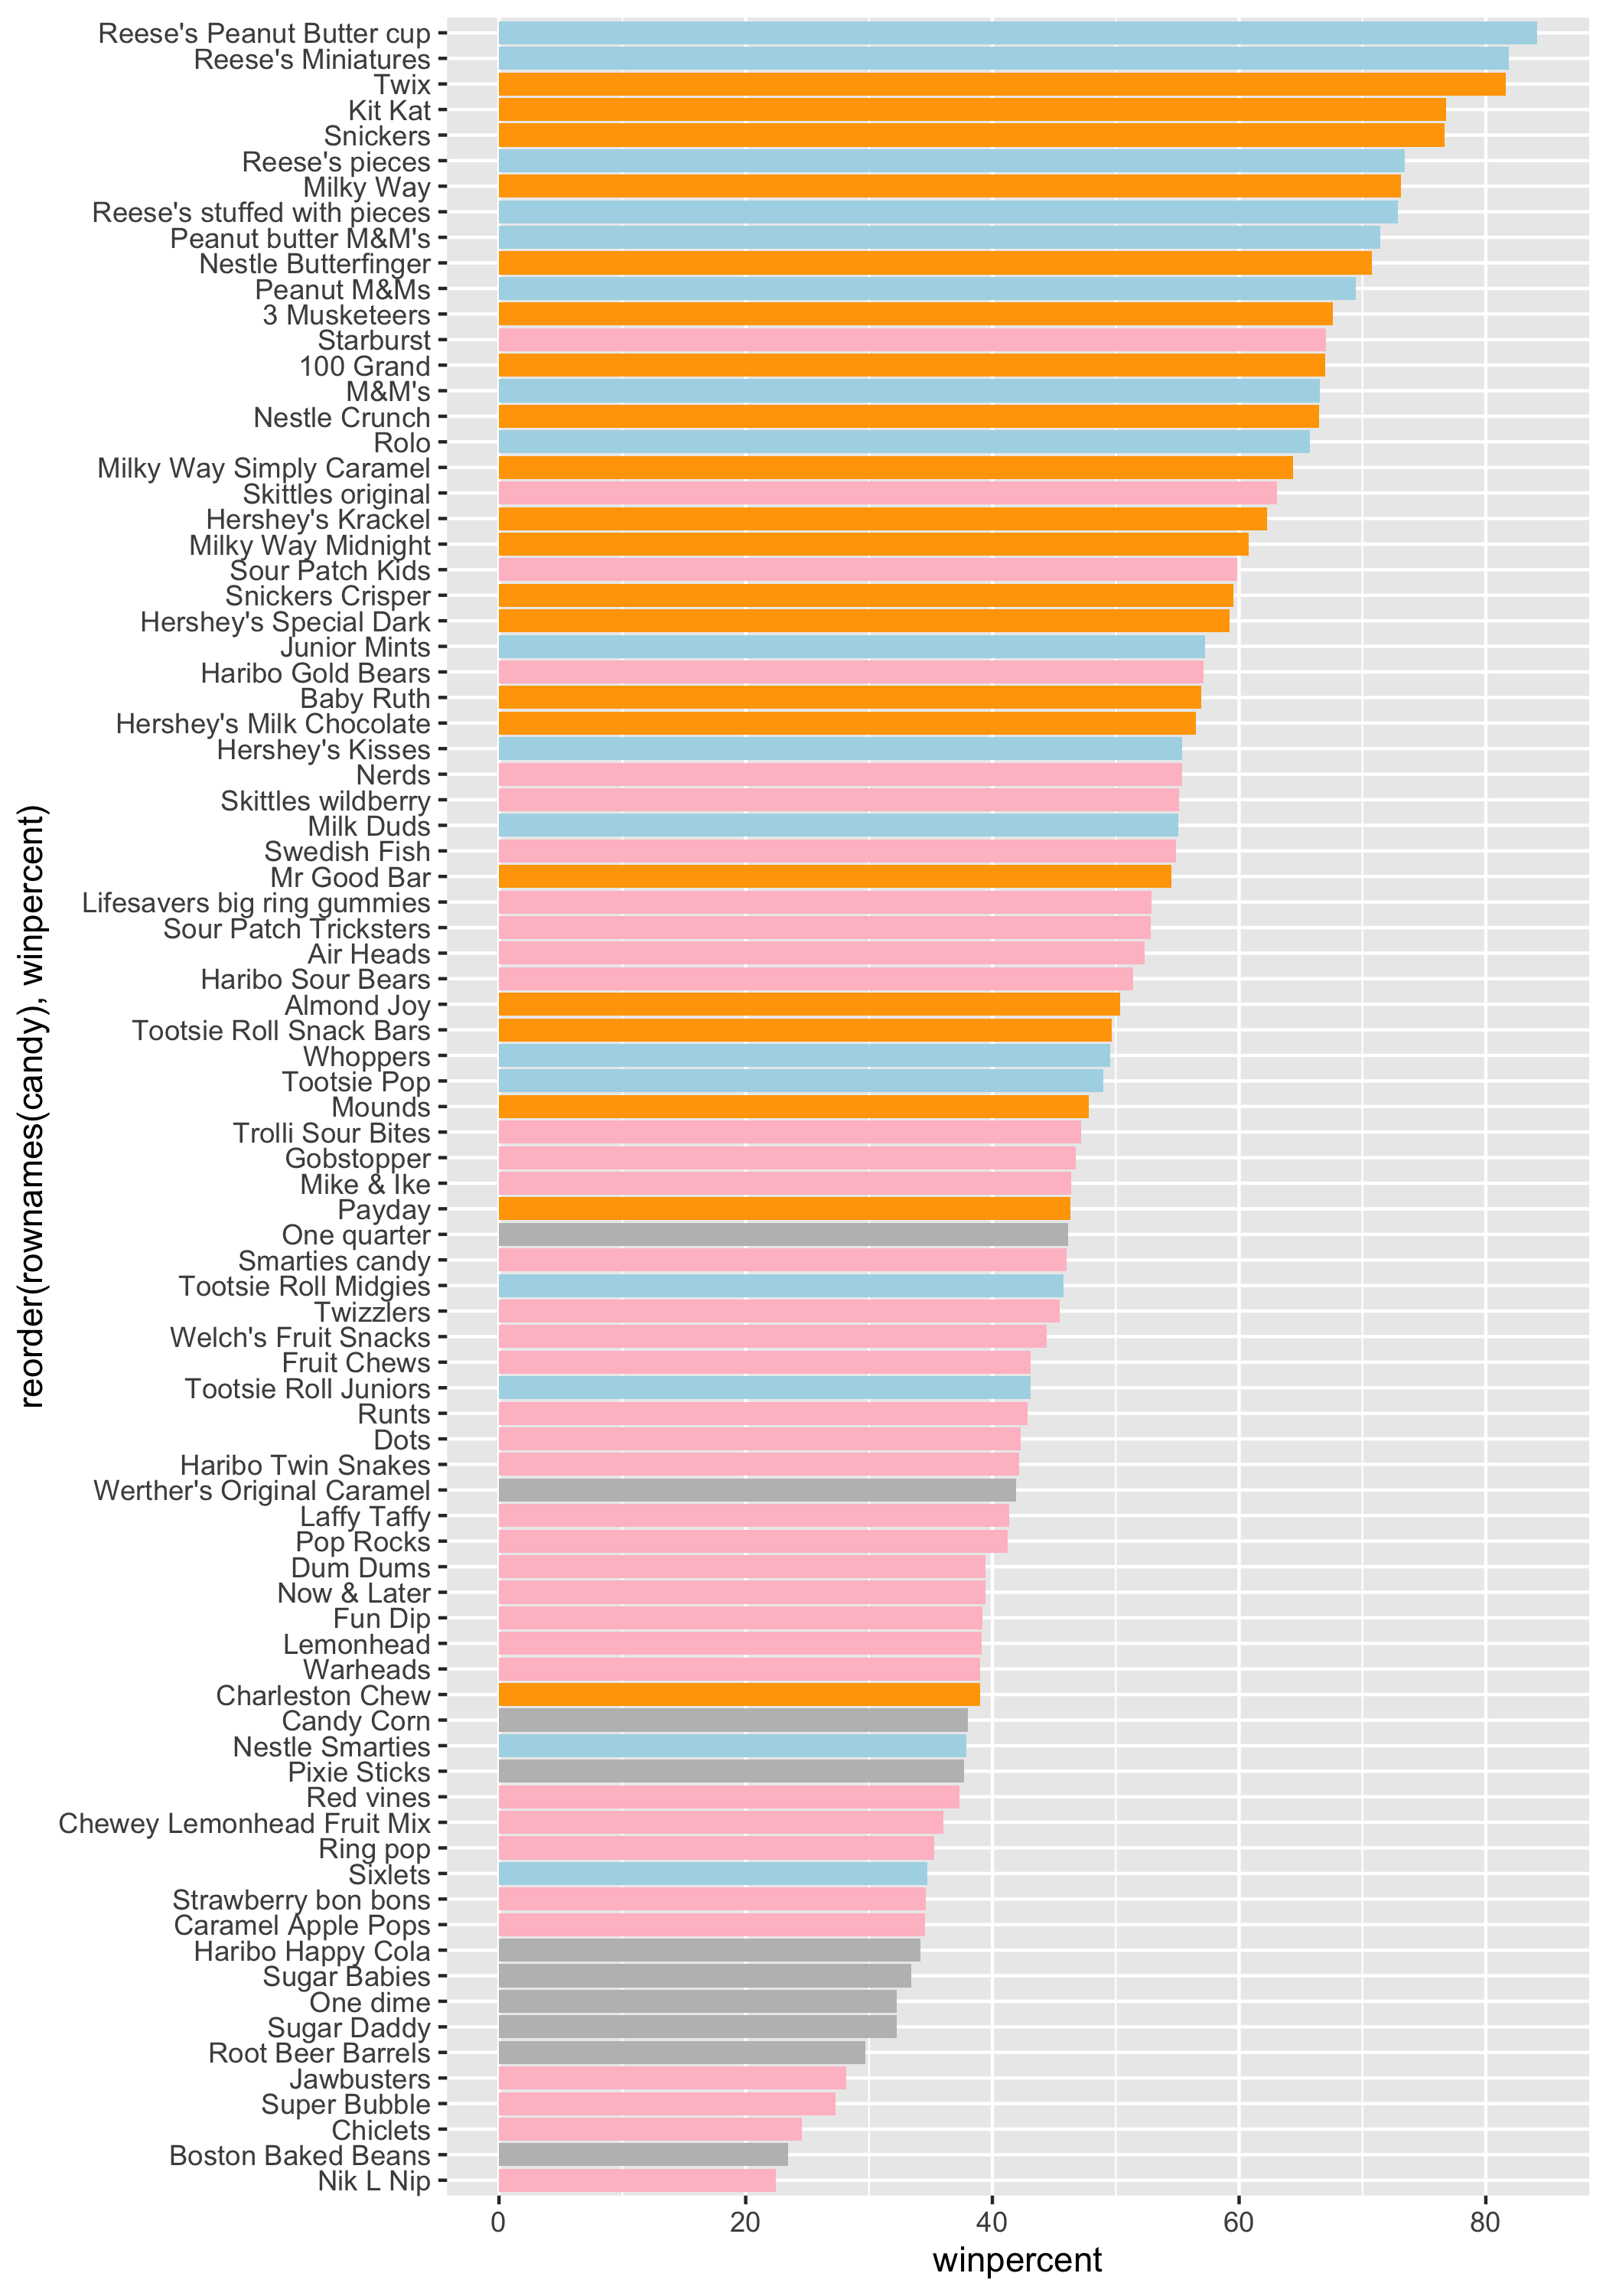 Reese's Peanut Butter cup
Reese's Miniatures
Twix
Kit Kat
Snickers
Reese's pieces
Milky Way
Reese's stuffed with pieces
Peanut butter M&M's
Nestle Butterfinger
Peanut M&Ms
3 Musketeers
Starburst
100 Grand
M&M's
Nestle Crunch
Rolo
Milky Way Simply Caramel
Skittles original
Hershey's Krackel
Milky Way Midnight
Sour Patch Kids
Snickers Crisper
Hershey's Special Dark
Junior Mints
Haribo Gold Bears
Baby Ruth
Hershey's Milk Chocolate
Hershey's Kisses
Nerds
Skittles wildberry
Milk Duds
Swedish Fish
Mr Good Bar
Lifesavers big ring gummies
Sour Patch Tricksters
Air Heads
Haribo Sour Bears
Almond Joy
Tootsie Roll Snack Bars
Whoppers
Tootsie Pop
Mounds
Trolli Sour Bites
Gobstopper
Mike & Ike
Payday
One quarter
Smarties candy
Tootsie Roll Midgies
Twizzlers
Welch's Fruit Snacks
Fruit Chews
Tootsie Roll Juniors
Runts
Dots
Haribo Twin Snakes
Werther's Original Caramel
Laffy Taffy
Pop Rocks
Dum Dums
Now & Later
Fun Dip
Lemonhead
Warheads
Charleston Chew
Candy Corn
Nestle Smarties
Pixie Sticks
Red vines
Chewey Lemonhead Fruit Mix
Ring pop
Sixlets
Strawberry bon bons
Caramel Apple Pops
Haribo Happy Cola
Sugar Babies
One dime
Sugar Daddy
Root Beer Barrels
Jawbusters
Super Bubble
Chiclets
Boston Baked Beans
Nik L Nip
reorder(rownames(candy), winpercent)
0 20 40 60 80
winpercent